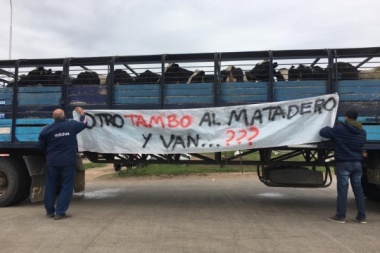 OTRO TAMBO AL MATADERO
Y VAN...???